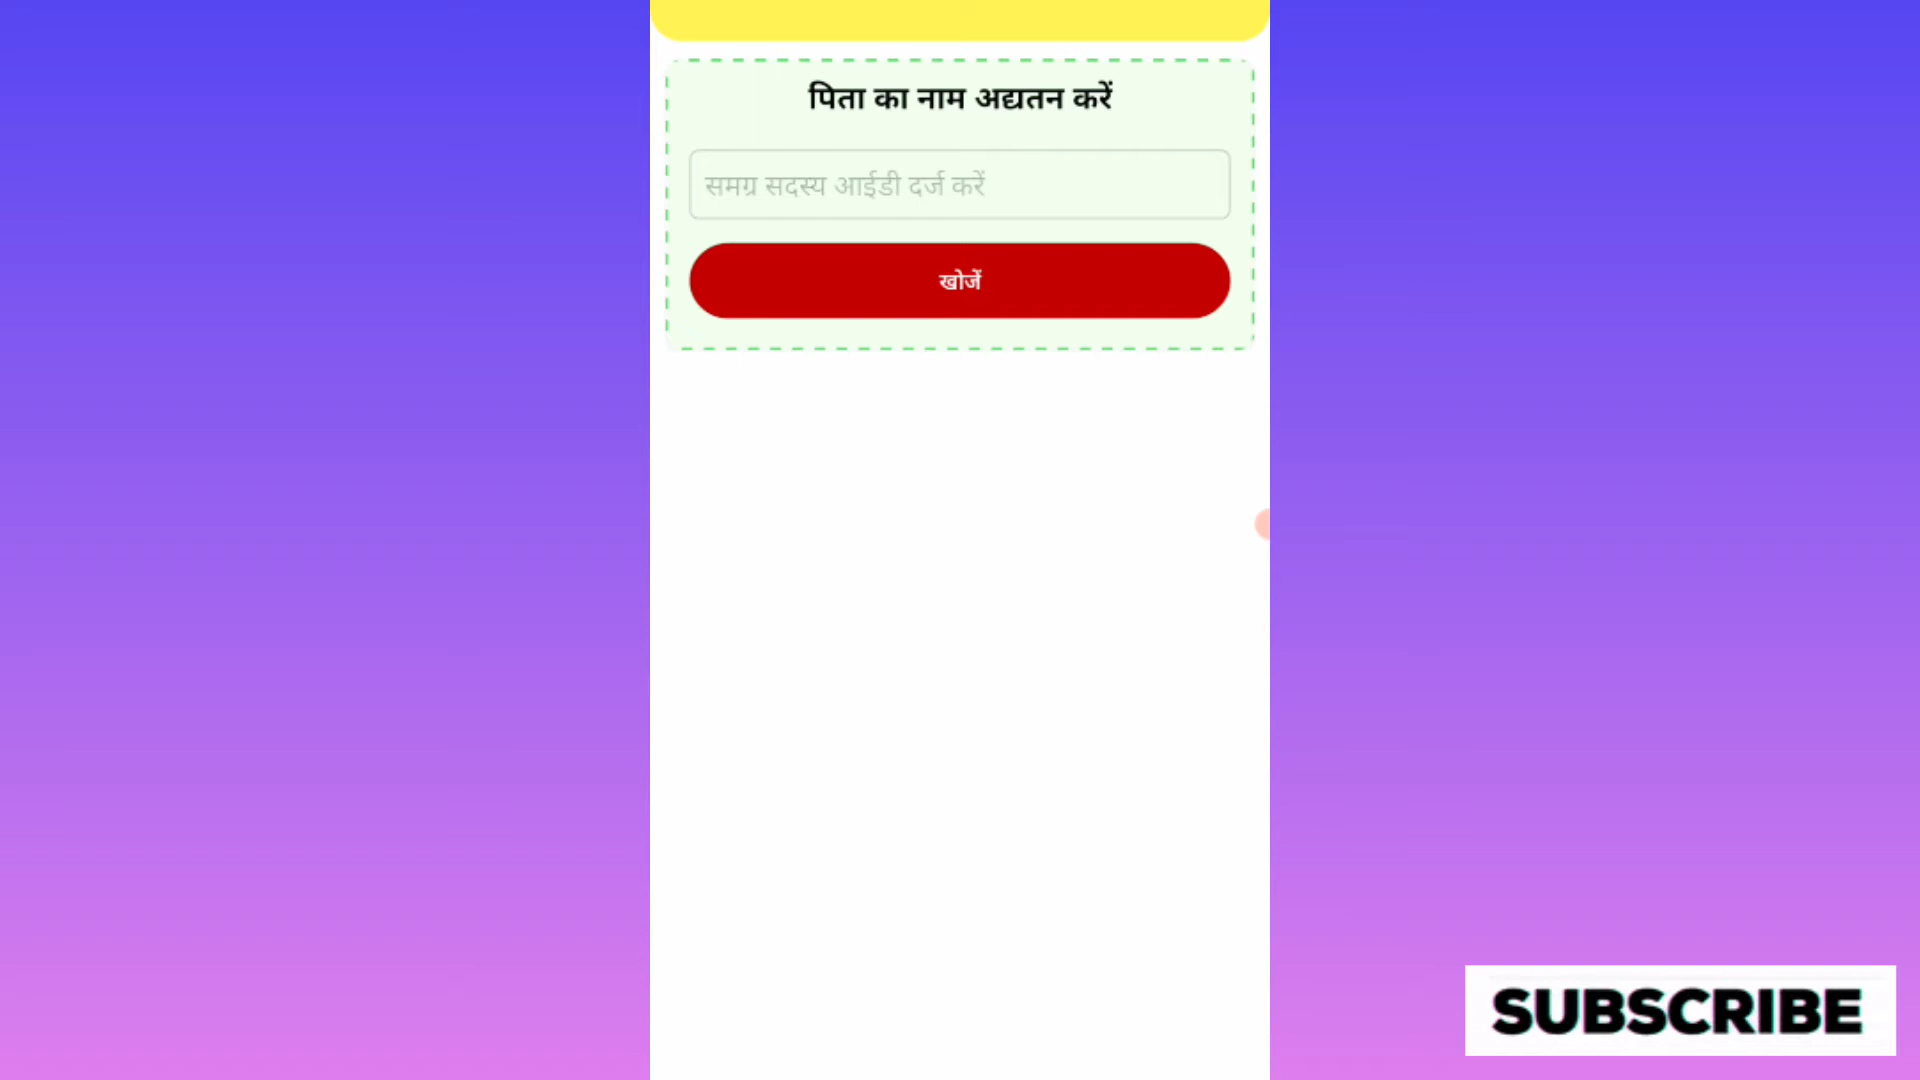 पिता का नाम अद्यतन करें
समग्र सदस्य आईडी दर्ज करें
खोजें
SUBSCRIBE